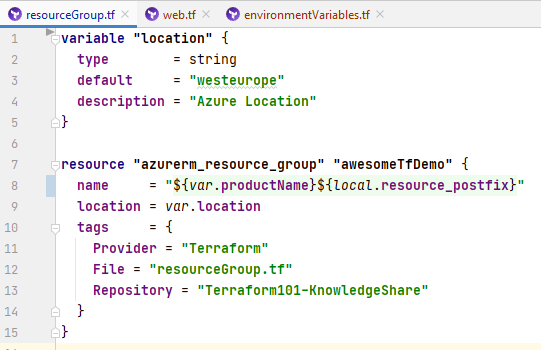 resourceGroup.tf × web.tf × environmentVariables.tf ×
1 variable "location" {
2   type        = string
3   default     = "westeurope"
4   description = "Azure Location"
5 }
6
7 resource "azurerm_resource_group" "awesomeTfDemo" {
8   name     = "${var.productName}${local.resource_postfix}"
9   location = var.location
10   tags     = {
11     Provider = "Terraform"
12     File = "resourceGroup.tf"
13     Repository = "Terraform101-KnowledgeShare"
14   }
15 }